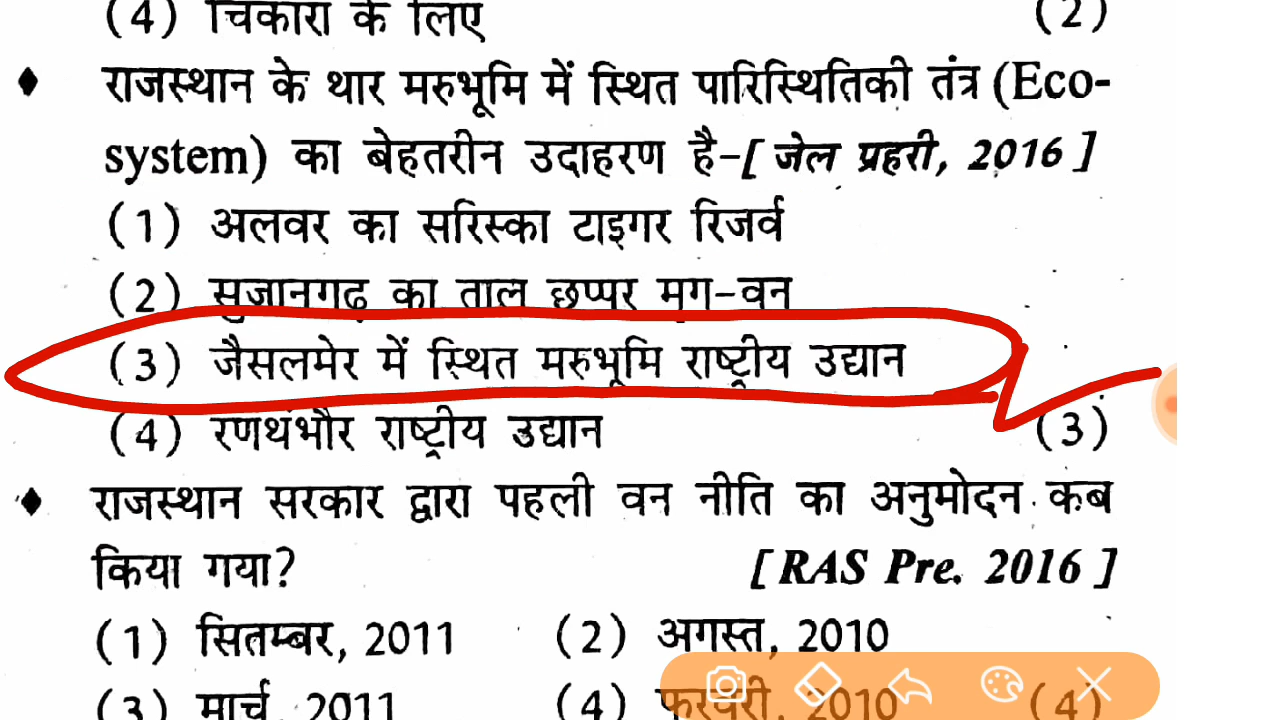 (4) चिंकारा के लिए (2)
♦ राजस्थान के थार मरुभूमि में स्थित पारिस्थितिकी तंत्र (Eco-
system) का बेहतरीन उदाहरण है-[ जेल प्रहरी, 2016 ]
(1) अलवर का सरिस्का टाइगर रिजर्व
(2) सुजानगढ़ का ताल छप्पर मृग-वन
(3) जैसलमेर में स्थित मरुभूमि राष्ट्रीय उद्यान
(4) रणथंभौर राष्ट्रीय उद्यान (3)
♦ राजस्थान सरकार द्वारा पहली वन नीति का अनुमोदन कब
किया गया? [ RAS Pre. 2016 ]
(1) सितम्बर, 2011 (2) अगस्त, 2010
(3) मार्च, 2011 (4) फरवरी, 2010 (4)